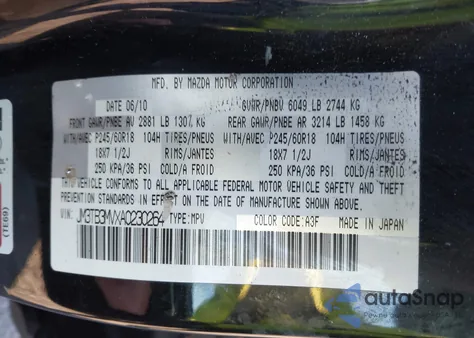 MFD. BY MAZDA MOTOR CORPORATION
DATE 06/10 GVWR/PNBV 6049 LB 2744 KG
FRONT GAWR/PNBE AV 2881 LB 1307 KG REAR GAWR/PNBE AR 3214 LB 1458 KG
WITH/AVEC P245/60R18 104H TIRES/PNEUS WITH/AVEC P245/60R18 104H TIRES/PNEUS
18X7 1/2J RIMS/JANTES 18X7 1/2J RIMS/JANTES
250 KPA/36 PSI COLD/A FROID 250 KPA/36 PSI COLD/A FROID
THIS VEHICLE CONFORMS TO ALL APPLICABLE FEDERAL MOTOR VEHICLE SAFETY AND THEFT
PREVENTION STANDARDS IN EFFECT ON THE DATE OF MANUFACTURE SHOWN ABOVE.
VIN: JM3TB3MVXA0230264 TYPE: MPV COLOR CODE: A3F MADE IN JAPAN
(TE69)
autoSnap